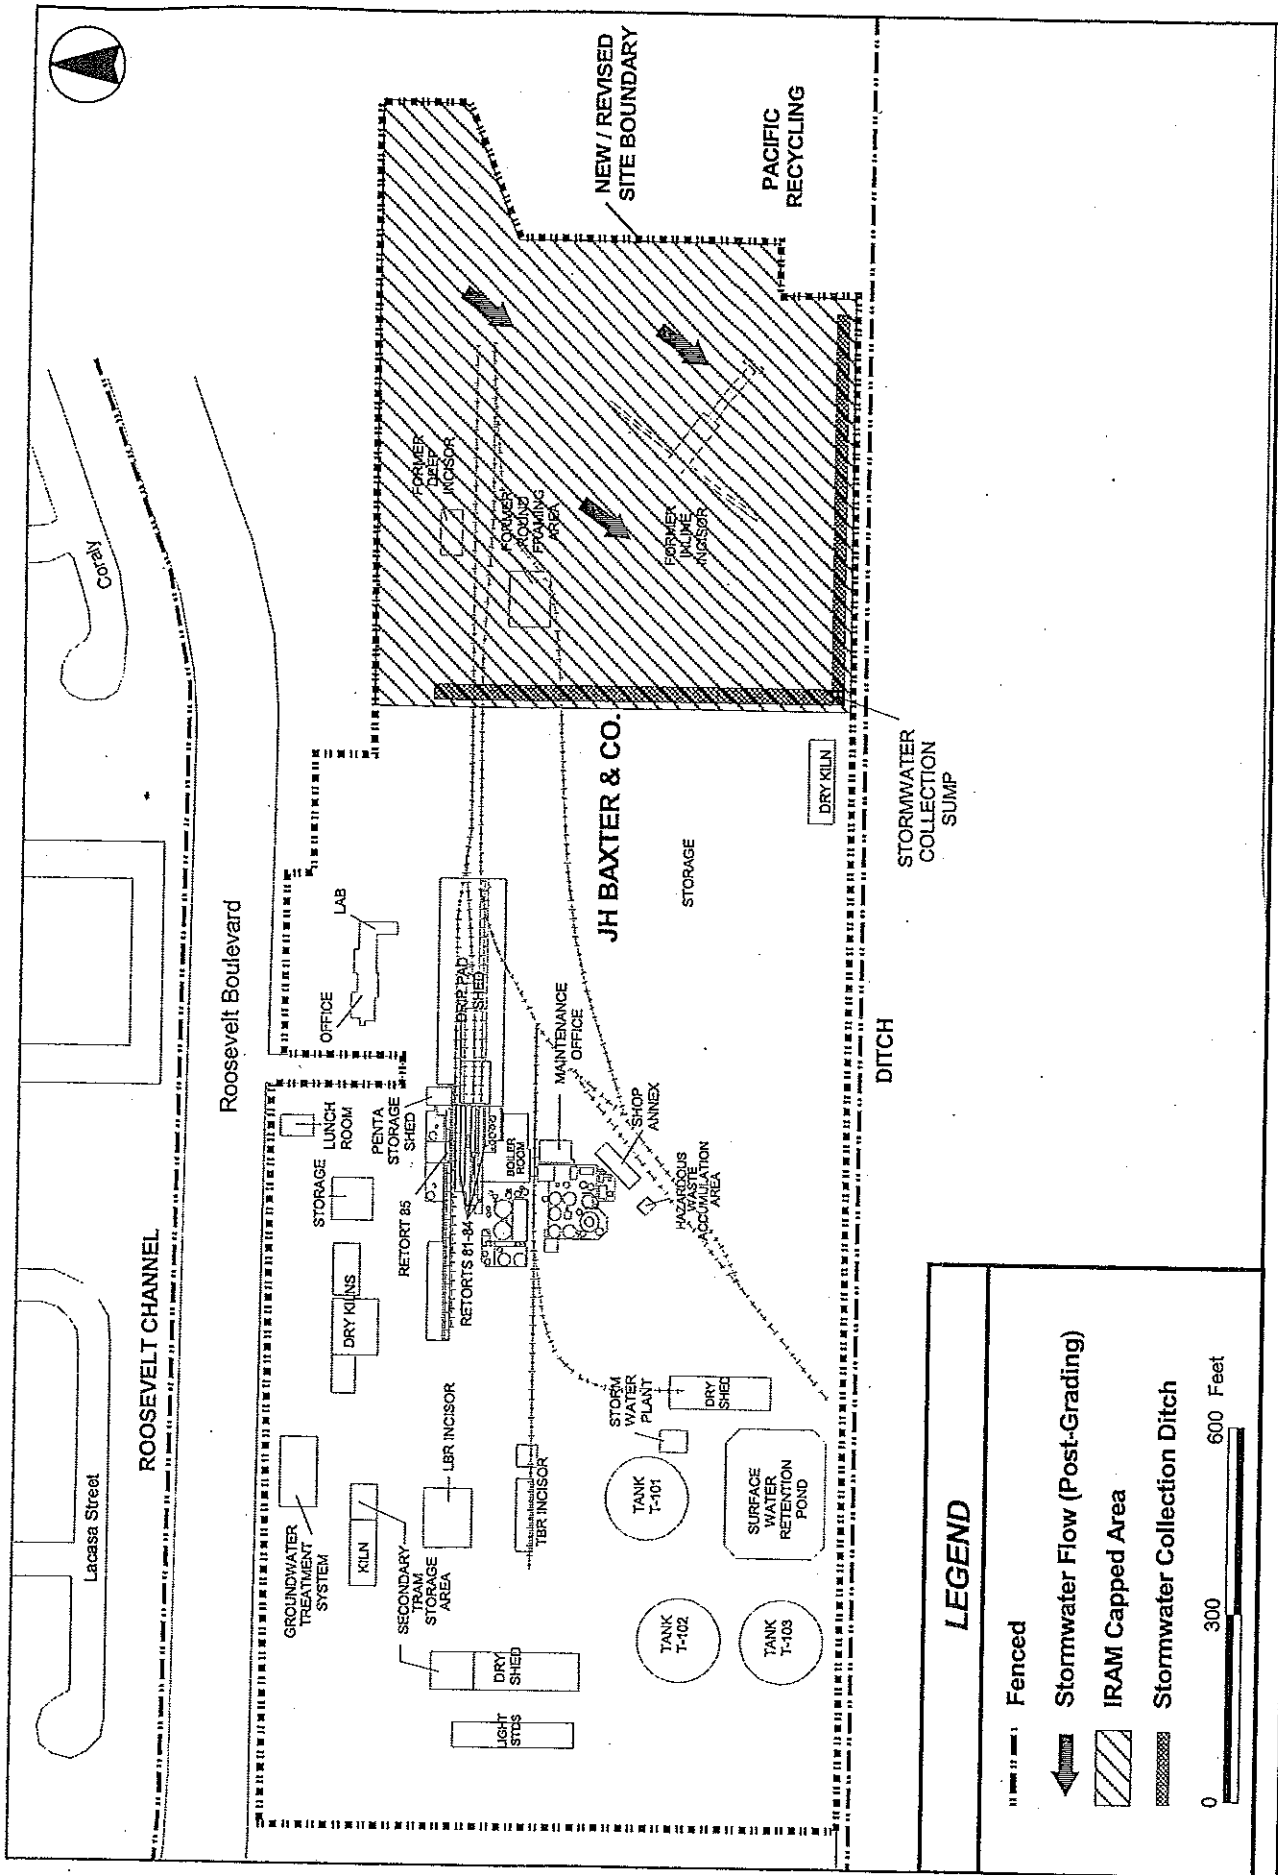 Lacasa Street
ROOSEVELT CHANNEL
Coraly
Roosevelt Boulevard
GROUNDWATER
TREATMENT
SYSTEM
KILN
SECONDARY
TRAM
STORAGE
AREA
LBR INCISOR
DRY KILNS
STORAGE
LUNCH
ROOM
PENTA
STORAGE
SHED
RETORT 85
RETORTS 81-84
OFFICE
LAB
DRIP PAD
SHED
BOILER
ROOM
MAINTENANCE
OFFICE
SHOP
ANNEX
HAZARDOUS
WASTE
ACCUMULATION
AREA
LIGHT
STDS
DRY
SHED
TBR INCISOR
STORM
WATER
PLANT
DRY
SHED
TANK
T-101
TANK
T-102
TANK
T-103
SURFACE
WATER
RETENTION
POND
JH BAXTER & CO.
STORAGE
DRY KILN
DITCH
STORMWATER
COLLECTION
SUMP
FORMER
DEEP
INCISOR
FORMER
ROUND
FRAMING
AREA
FORMER
INLINE
INCISOR
NEW / REVISED
SITE BOUNDARY
PACIFIC
RECYCLING
LEGEND
Fenced
Stormwater Flow (Post-Grading)
IRAM Capped Area
Stormwater Collection Ditch
0 300 600 Feet